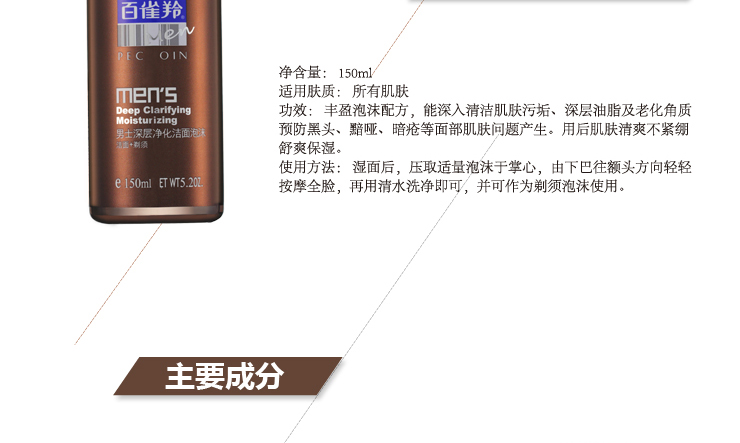 百雀羚
men
PEC OIN
men's
Deep Clarifying
Moisturizing
男士深层净化洁面泡沫
洁面•剃须
e 150ml ET WT5.2OZ.
净含量： 150ml
适用肤质： 所有肌肤
功效： 丰盈泡沫配方，能深入清洁肌肤污垢、深层油脂及老化角质
预防黑头、黯哑、暗疮等面部肌肤问题产生。用后肌肤清爽不紧绷
舒爽保湿。
使用方法： 湿面后，压取适量泡沫于掌心，由下巴往额头方向轻轻
按摩全脸，再用清水洗净即可，并可作为剃须泡沫使用。
主要成分